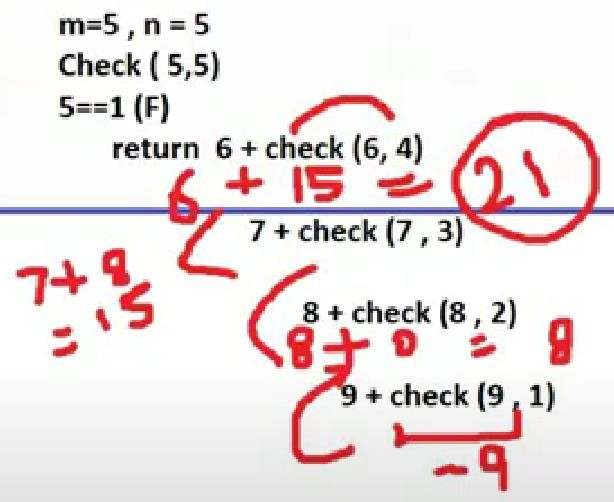 m=5 , n = 5
Check ( 5,5)
5==1 (F)
return 6 + check (6, 4)
6 + 15 = 21
7 + check (7 , 3)
7+ 8
= 15
8 + check (8 , 2)
8 + 0 = 8
9 + check (9 , 1)
-9